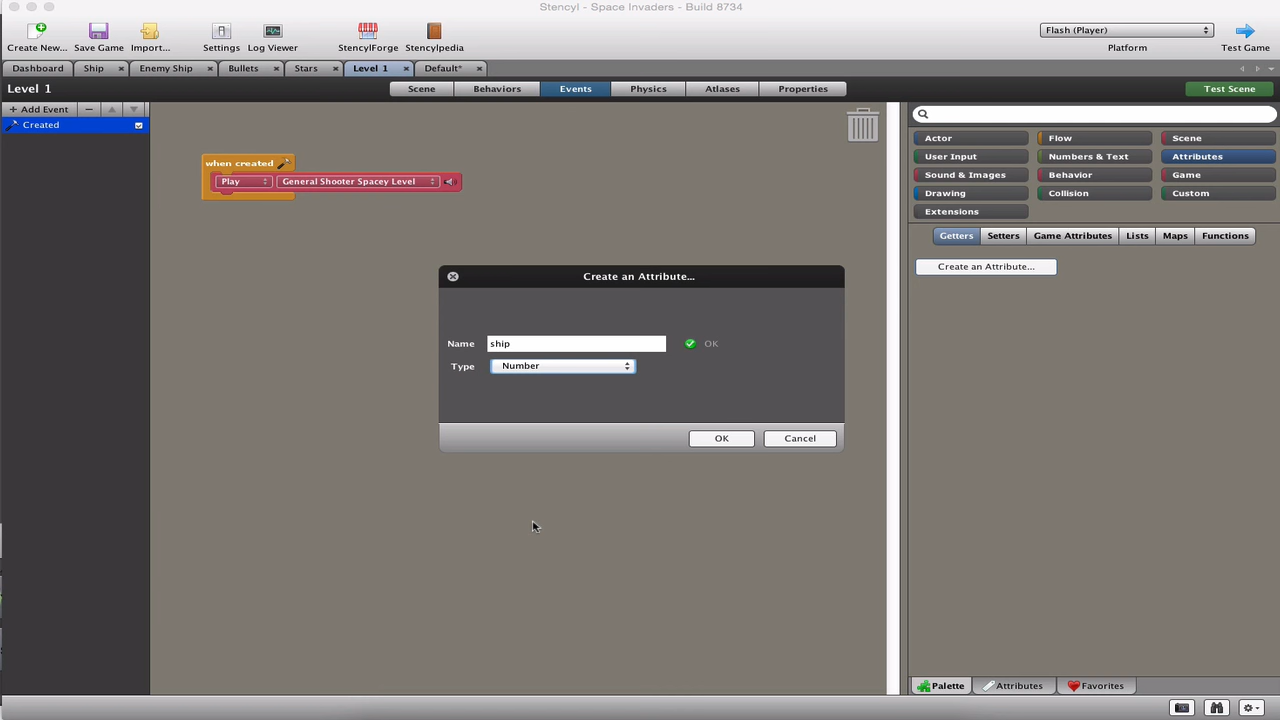 Stencyl - Space Invaders - Build 8734
Create New... Save Game Import... Settings Log Viewer StencylForge Stencylpedia Flash (Player) Platform Test Game
Dashboard Ship Enemy Ship Bullets Stars Level 1 Default*
Level 1 Scene Behaviors Events Physics Atlases Properties Test Scene
+ Add Event
Created
when created
Play General Shooter Spacey Level
Actor Flow Scene
User Input Numbers & Text Attributes
Sound & Images Behavior Game
Drawing Collision Custom
Extensions
Getters Setters Game Attributes Lists Maps Functions
Create an Attribute...
Create an Attribute...
Name ship OK
Type Number
OK Cancel
Palette Attributes Favorites